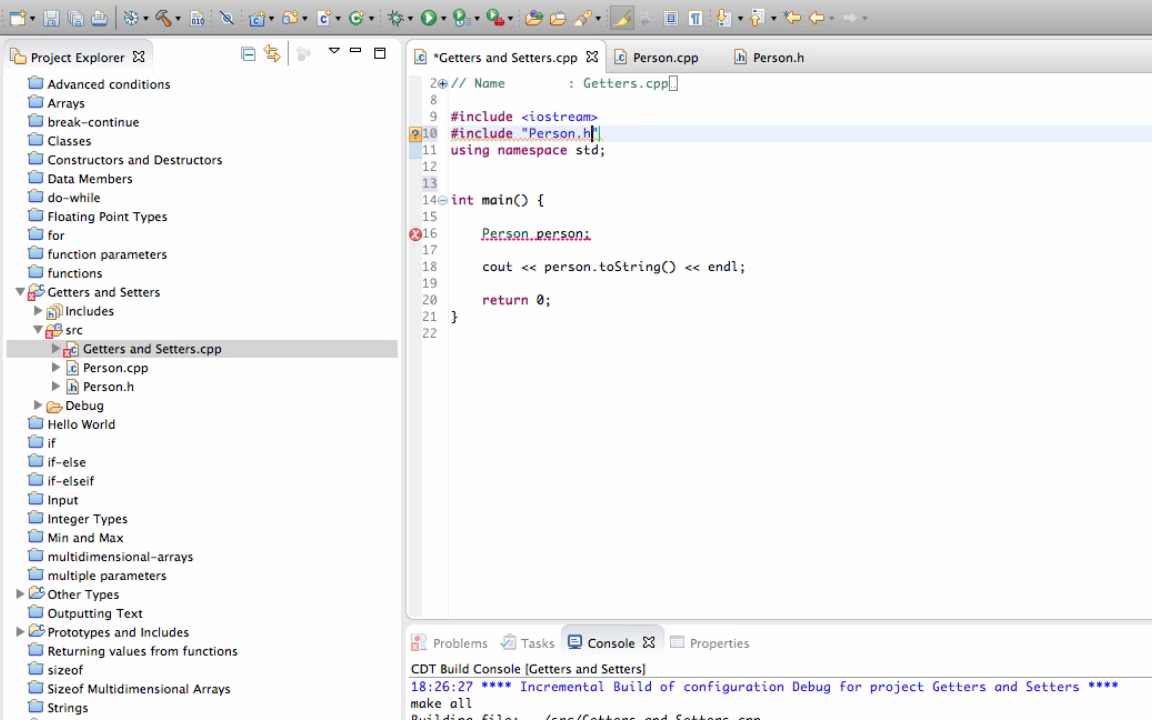 Project Explorer
Advanced conditions
Arrays
break-continue
Classes
Constructors and Destructors
Data Members
do-while
Floating Point Types
for
function parameters
functions
Getters and Setters
Includes
src
Getters and Setters.cpp
Person.cpp
Person.h
Debug
Hello World
if
if-else
if-elseif
Input
Integer Types
Min and Max
multidimensional-arrays
multiple parameters
Other Types
Outputting Text
Prototypes and Includes
Returning values from functions
sizeof
Sizeof Multidimensional Arrays
Strings
*Getters and Setters.cpp Person.cpp Person.h
2 // Name : Getters.cpp
8
9 #include <iostream>
10 #include "Person.h"
11 using namespace std;
12
13
14 int main() {
15
16 Person person;
17
18 cout << person.toString() << endl;
19
20 return 0;
21 }
22
Problems Tasks Console Properties
CDT Build Console [Getters and Setters]
18:26:27 **** Incremental Build of configuration Debug for project Getters and Setters ****
make all
Building file: ../src/Getters and Setters.cpp